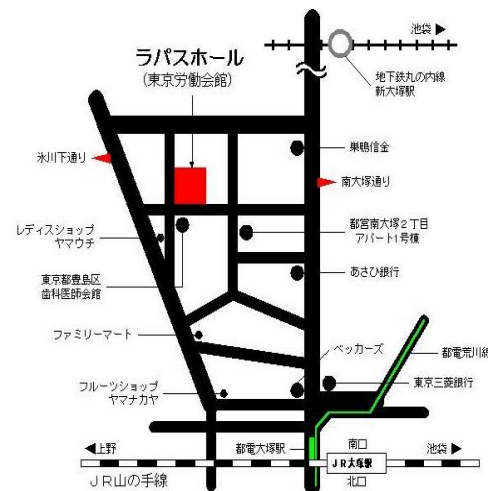 池袋 ▶
ラパスホール
(東京労働会館)
地下鉄丸の内線
新大塚駅
巣鴨信金
氷川下通り
南大塚通り
レディスショップ
ヤマウチ
都営南大塚2丁目
アパート1号棟
東京都豊島区
歯科医師会館
あさひ銀行
ファミリーマート
ベッカーズ
都電荒川線
フルーツショップ
ヤマナカヤ
東京三菱銀行
◀上野
都電大塚駅
南口
池袋 ▶
JR大塚駅
JR山の手線
北口